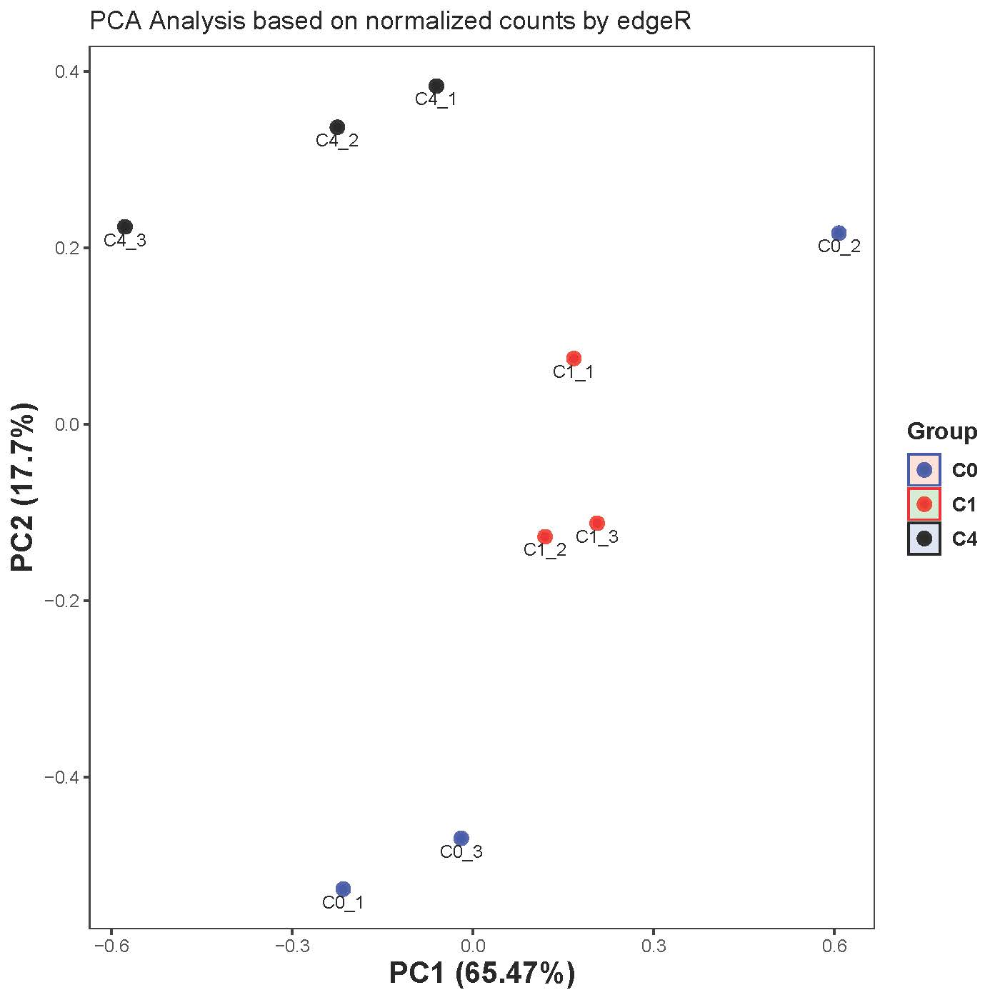 PCA Analysis based on normalized counts by edgeR
0.4
0.2
0.0
−0.2
−0.4
PC2 (17.7%)
C4_1
C4_2
C4_3
C0_2
C1_1
C1_3
C1_2
C0_3
C0_1
−0.6
−0.3
0.0
0.3
0.6
PC1 (65.47%)
Group
C0
C1
C4